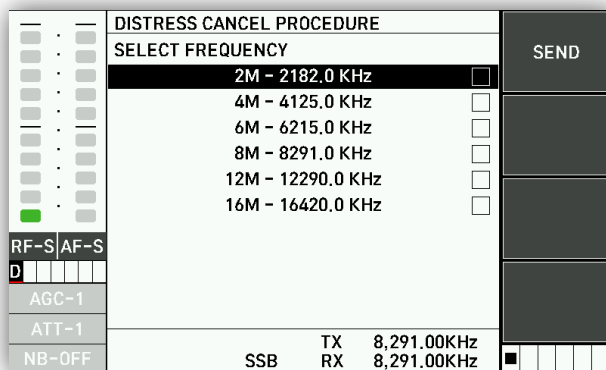 DISTRESS CANCEL PROCEDURE
SELECT FREQUENCY
SEND
2M - 2182.0 KHz
4M - 4125.0 KHz
6M - 6215.0 KHz
8M - 8291.0 KHz
12M - 12290.0 KHz
16M - 16420.0 KHz
RF-S AF-S
D
AGC-1
ATT-1
NB-OFF
TX 8,291.00KHz
SSB RX 8,291.00KHz